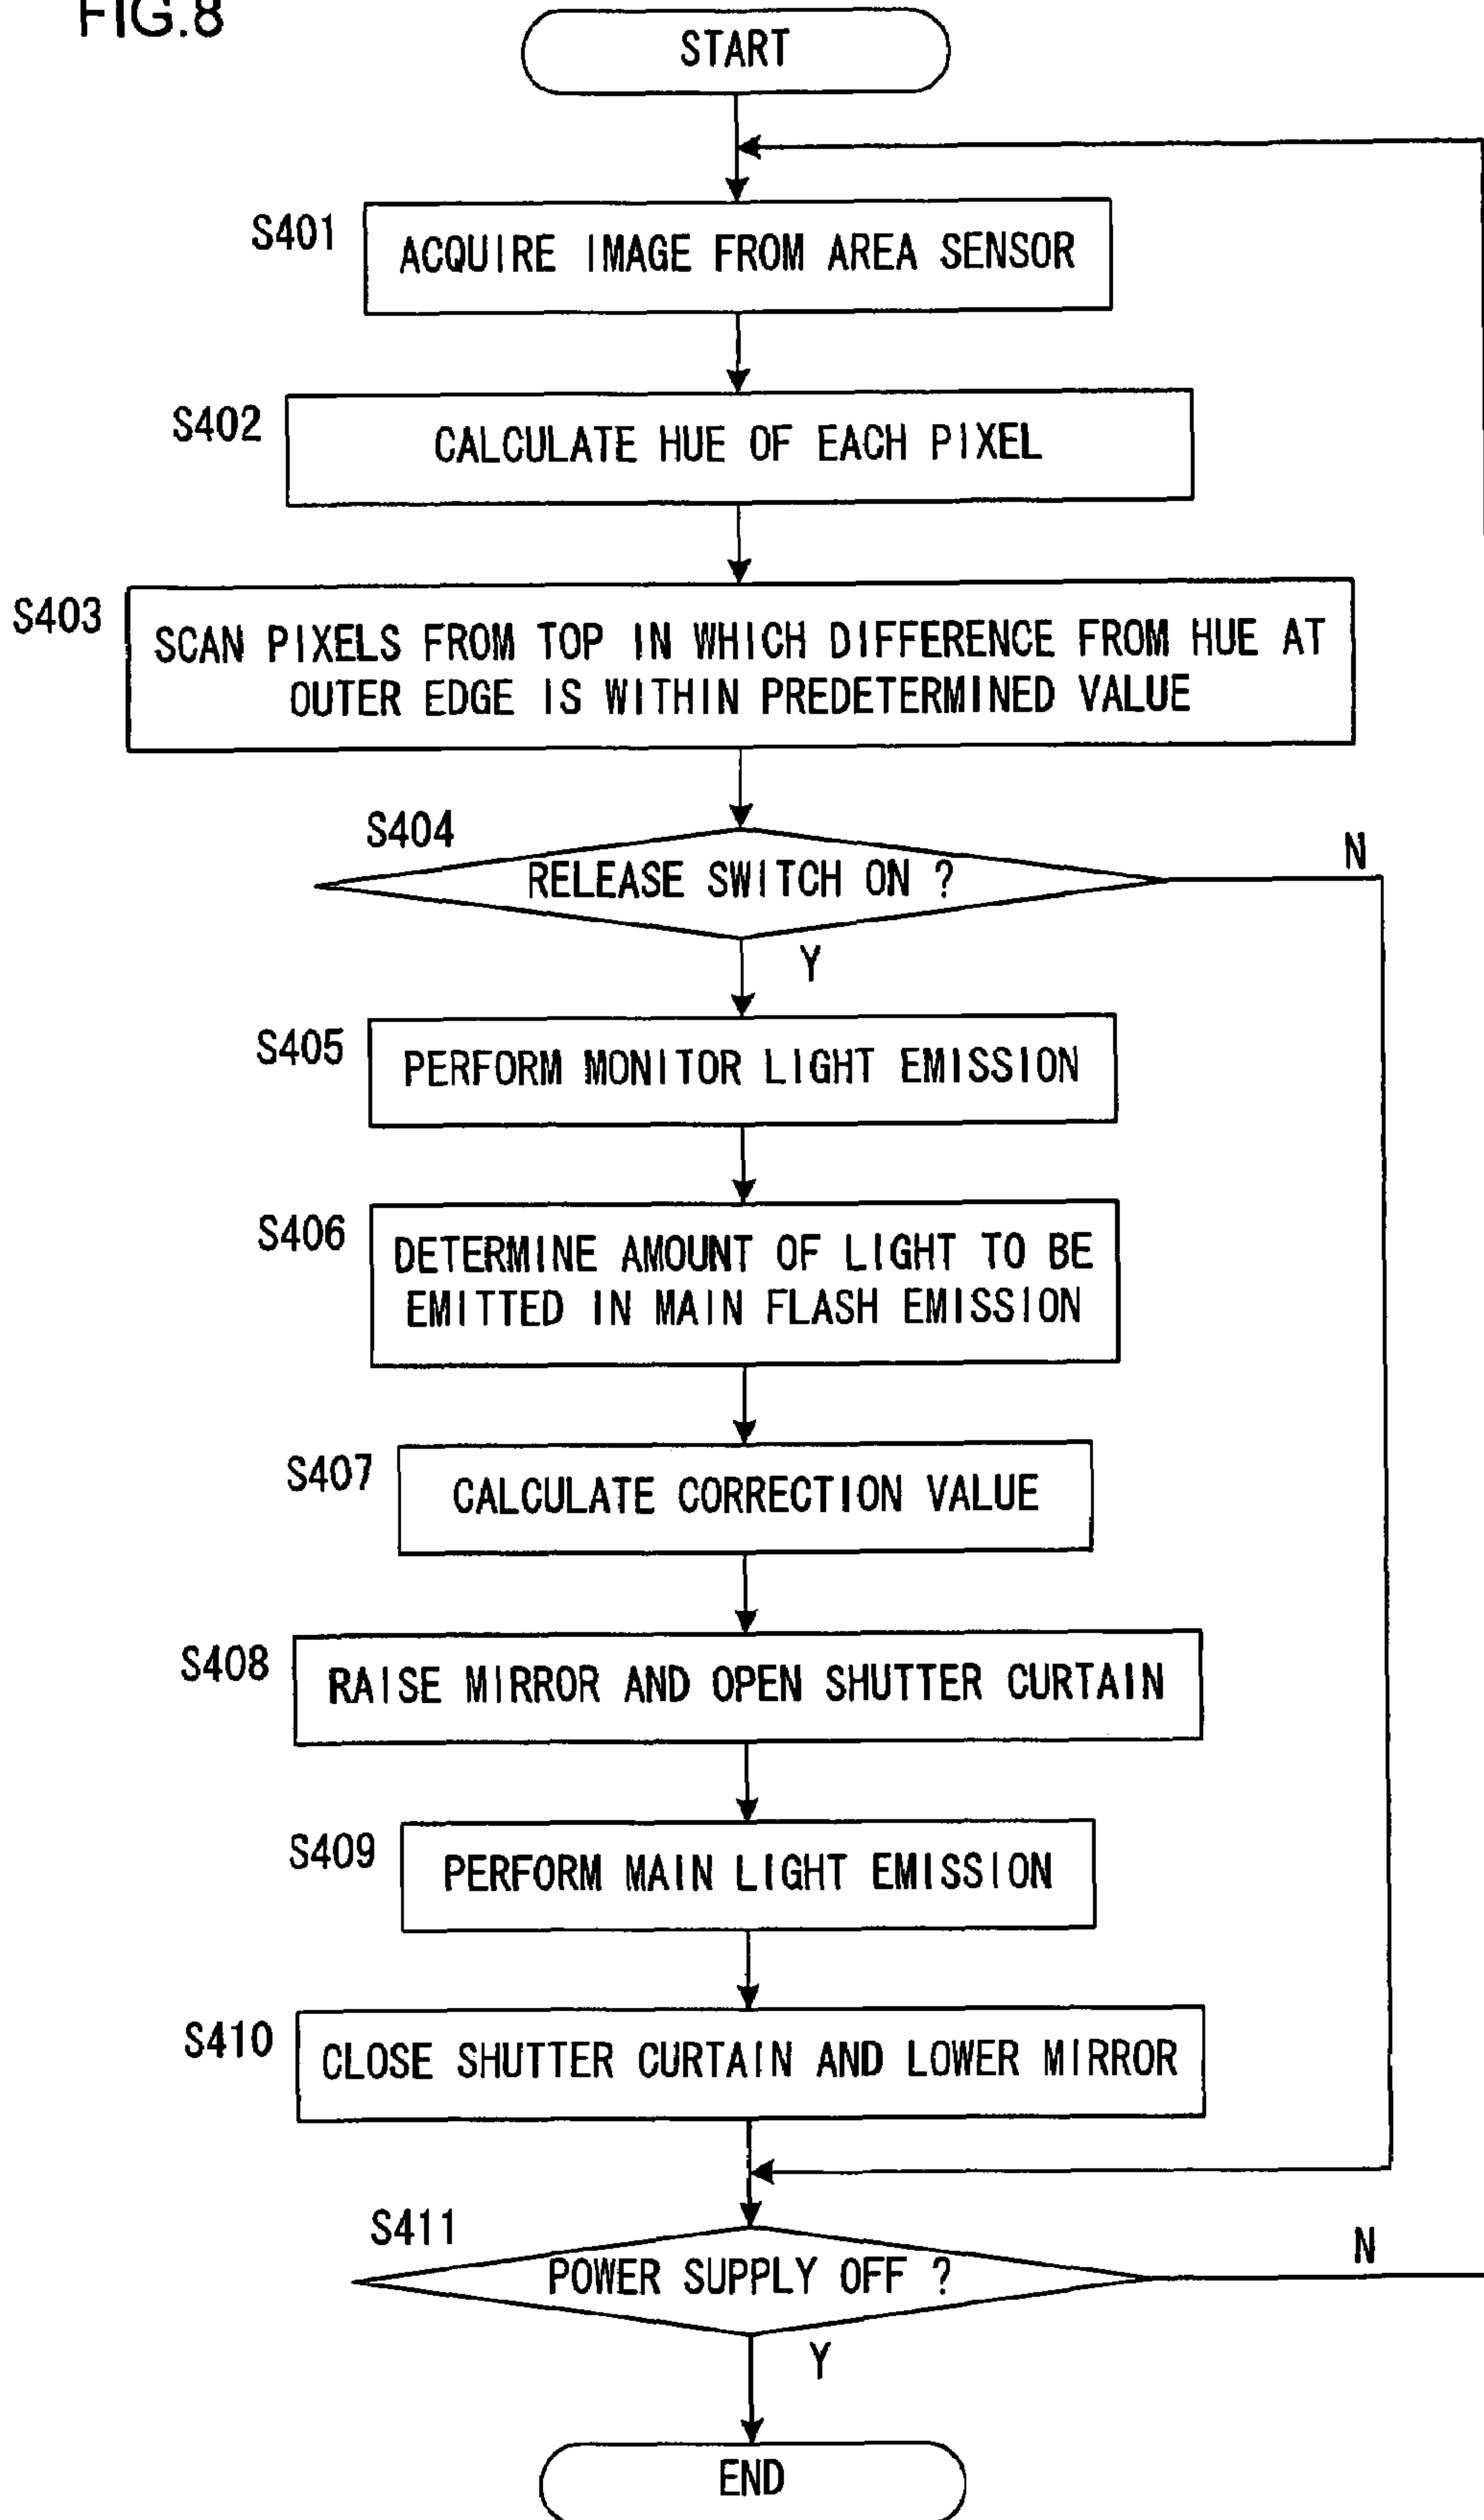 FIG.8
START
S401
ACQUIRE IMAGE FROM AREA SENSOR
S402
CALCULATE HUE OF EACH PIXEL
S403
SCAN PIXELS FROM TOP IN WHICH DIFFERENCE FROM HUE AT
OUTER EDGE IS WITHIN PREDETERMINED VALUE
S404
RELEASE SWITCH ON ?
N
Y
S405
PERFORM MONITOR LIGHT EMISSION
S406
DETERMINE AMOUNT OF LIGHT TO BE
EMITTED IN MAIN FLASH EMISSION
S407
CALCULATE CORRECTION VALUE
S408
RAISE MIRROR AND OPEN SHUTTER CURTAIN
S409
PERFORM MAIN LIGHT EMISSION
S410
CLOSE SHUTTER CURTAIN AND LOWER MIRROR
S411
POWER SUPPLY OFF ?
N
Y
END